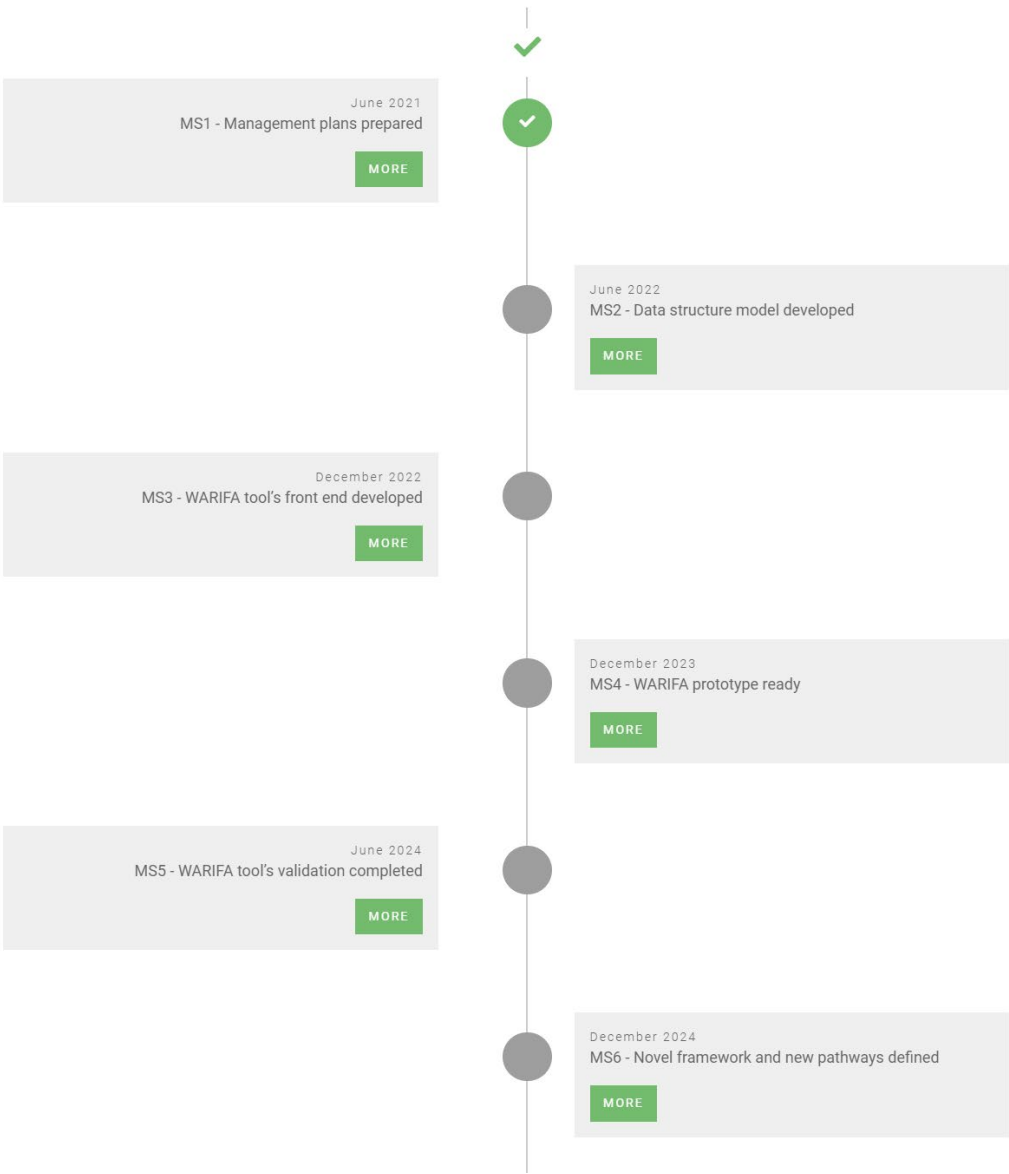 June 2021
MS1 - Management plans prepared
MORE
June 2022
MS2 - Data structure model developed
MORE
December 2022
MS3 - WARIFA tool’s front end developed
MORE
December 2023
MS4 - WARIFA prototype ready
MORE
June 2024
MS5 - WARIFA tool’s validation completed
MORE
December 2024
MS6 - Novel framework and new pathways defined
MORE